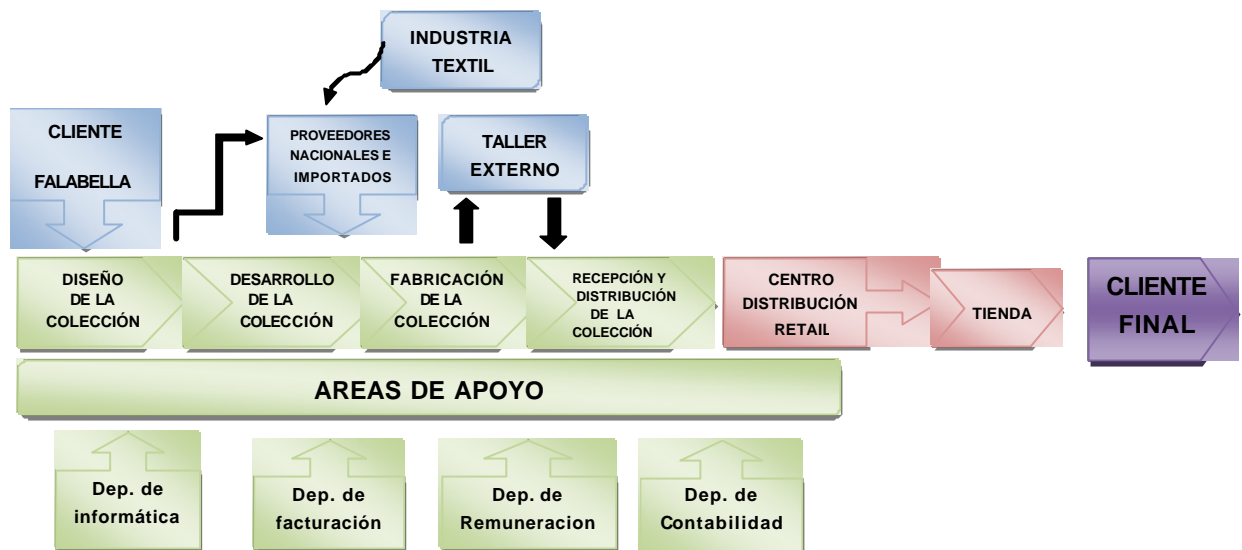 INDUSTRIA
TEXTIL
CLIENTE
FALABELLA
PROVEEDORES
NACIONALES E
IMPORTADOS
TALLER
EXTERNO
DISEÑO
DE LA
COLECCIÓN
DESARROLLO
DE LA
COLECCIÓN
FABRICACIÓN
DE LA
COLECCIÓN
RECEPCIÓN Y
DISTRIBUCIÓN
DE LA
COLECCIÓN
CENTRO
DISTRIBUCIÓN
RETAIL
TIENDA
CLIENTE
FINAL
AREAS DE APOYO
Dep. de
informática
Dep. de
facturación
Dep. de
Remuneracion
Dep. de
Contabilidad